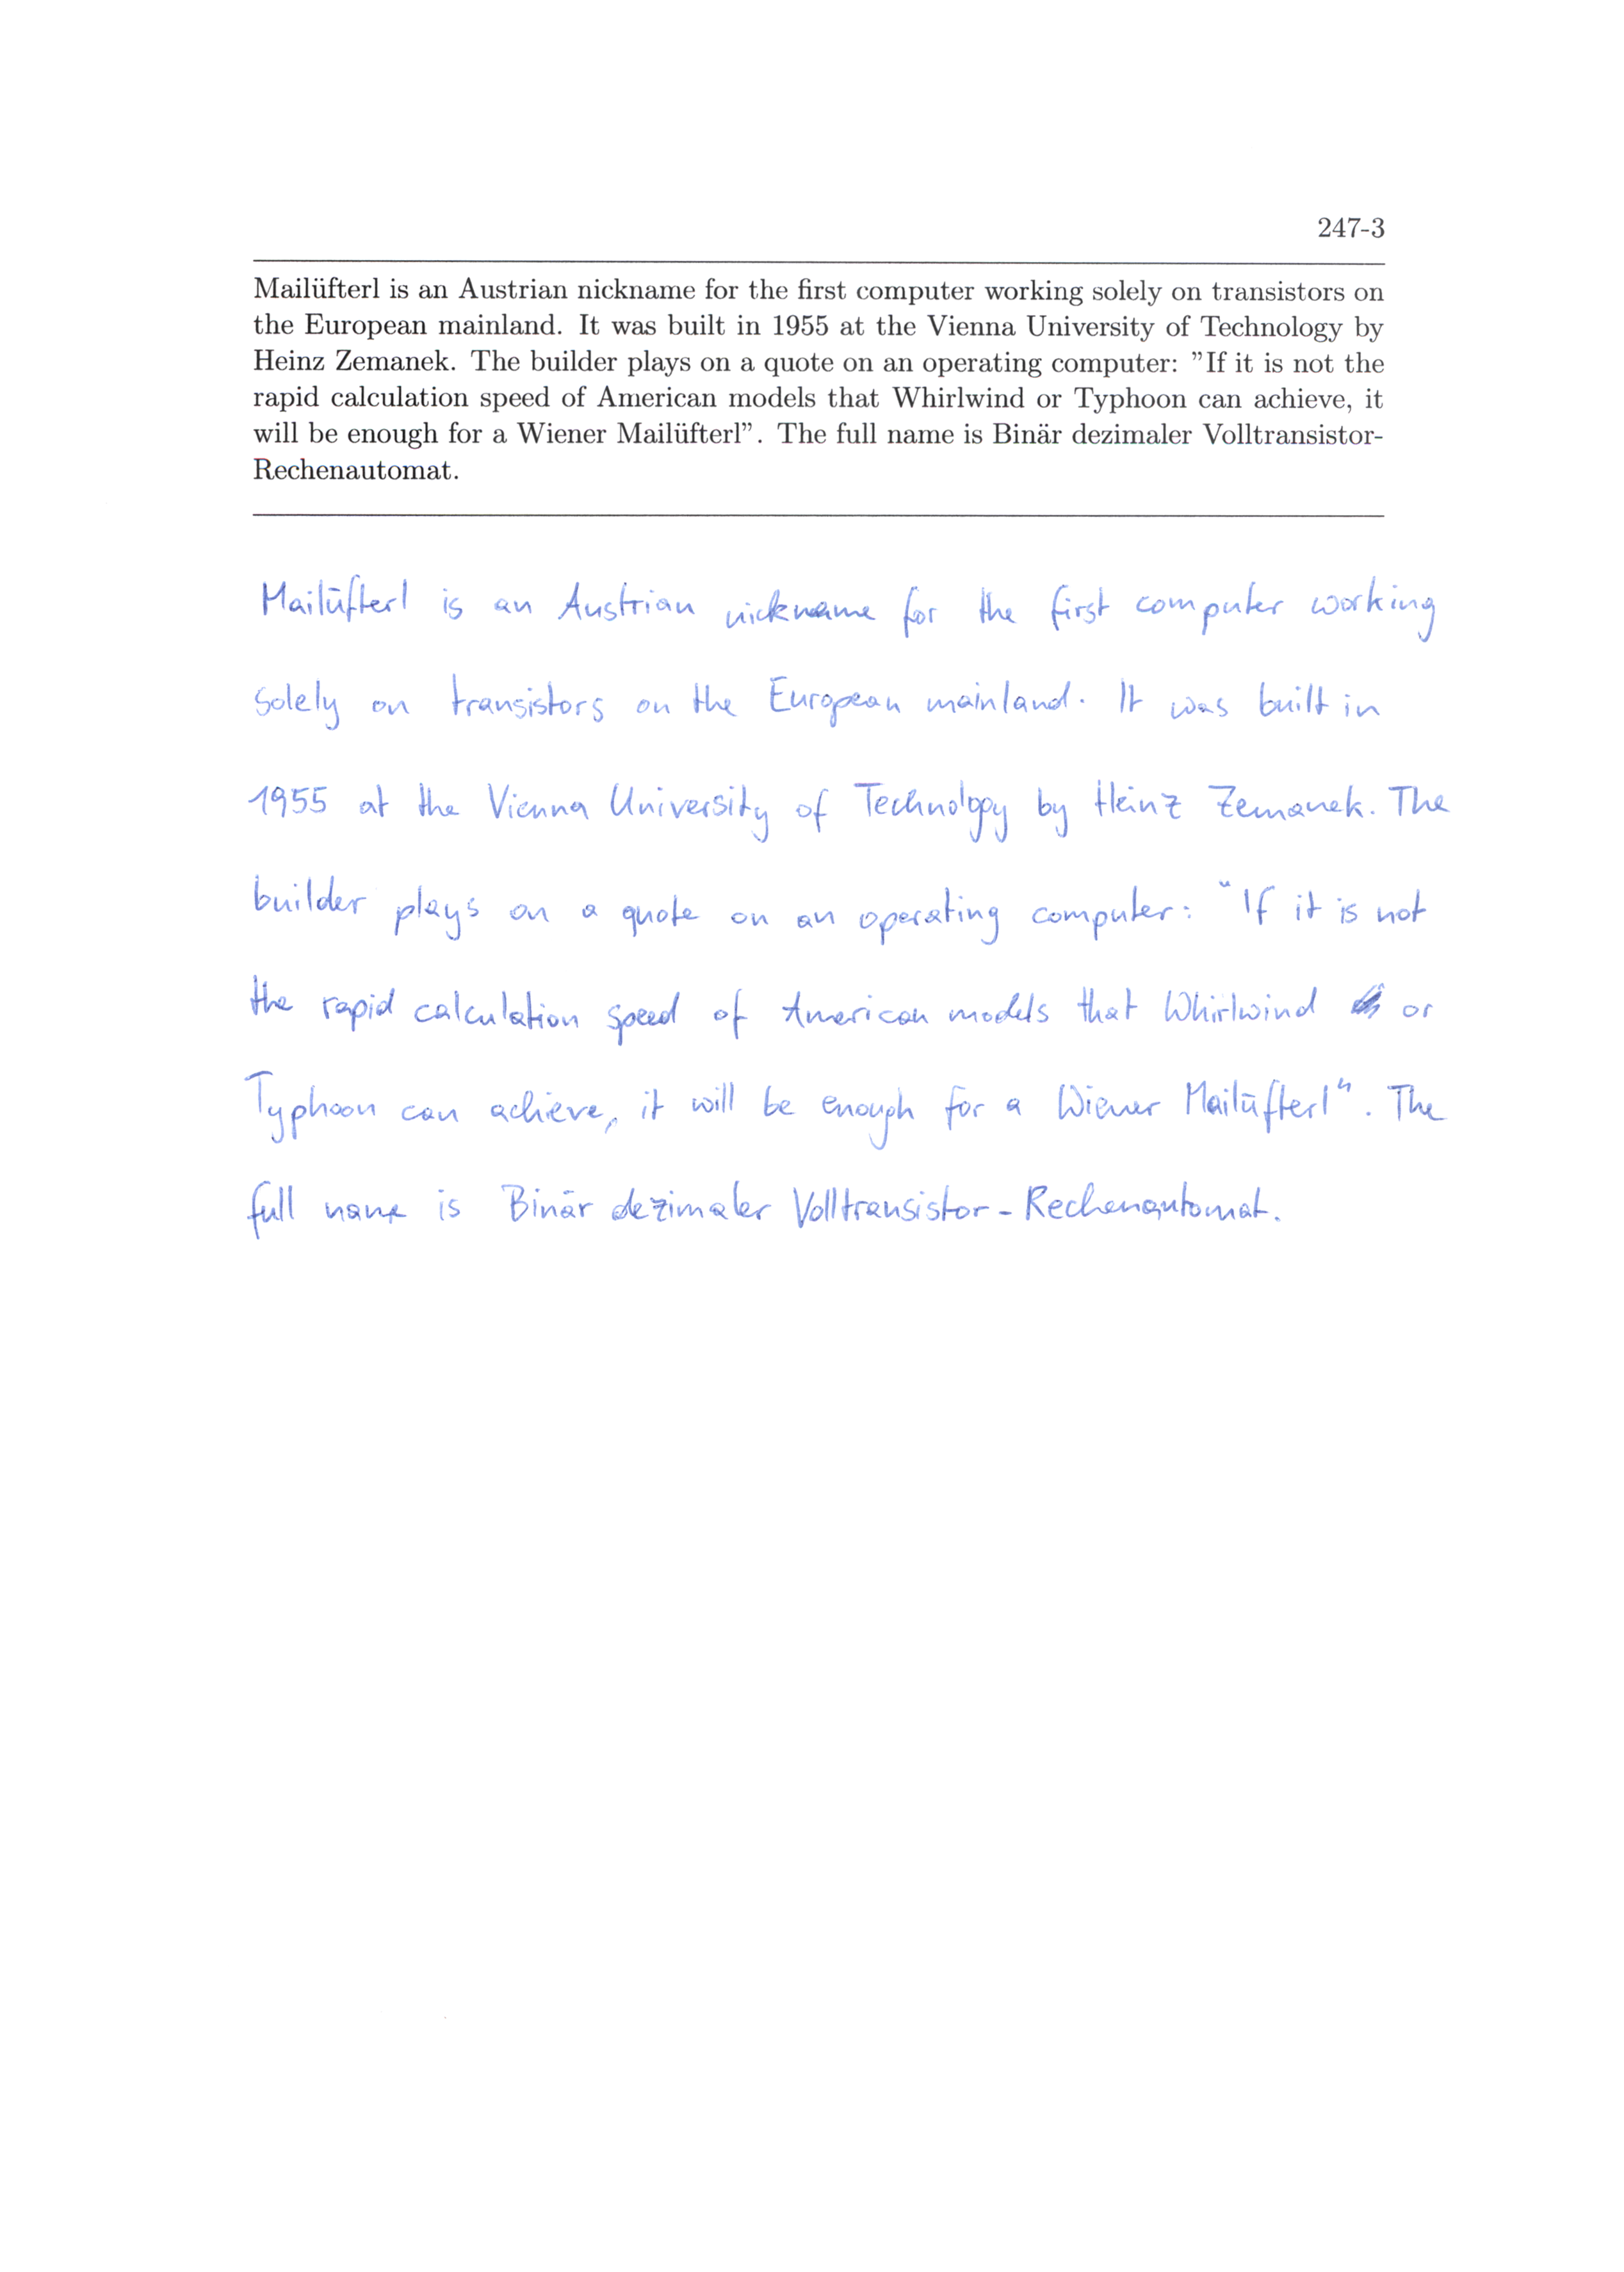 247-3
Mailüfterl is an Austrian nickname for the first computer working solely on transistors on
the European mainland. It was built in 1955 at the Vienna University of Technology by
Heinz Zemanek. The builder plays on a quote on an operating computer: ”If it is not the
rapid calculation speed of American models that Whirlwind or Typhoon can achieve, it
will be enough for a Wiener Mailüfterl”. The full name is Binär dezimaler Volltransistor-
Rechenautomat.
Mailüfterl is an Austrian nickname for the first computer working
solely on transistors on the European mainland. It was built in
1955 at the Vienna University of Technology by Heinz Zemanek. The
builder plays on a quote on an operating computer: "If it is not
the rapid calculation speed of American models that Whirlwind or
Typhoon can achieve, it will be enough for a Wiener Mailüfterl". The
full name is Binär dezimaler Volltransistor-Rechenautomat.